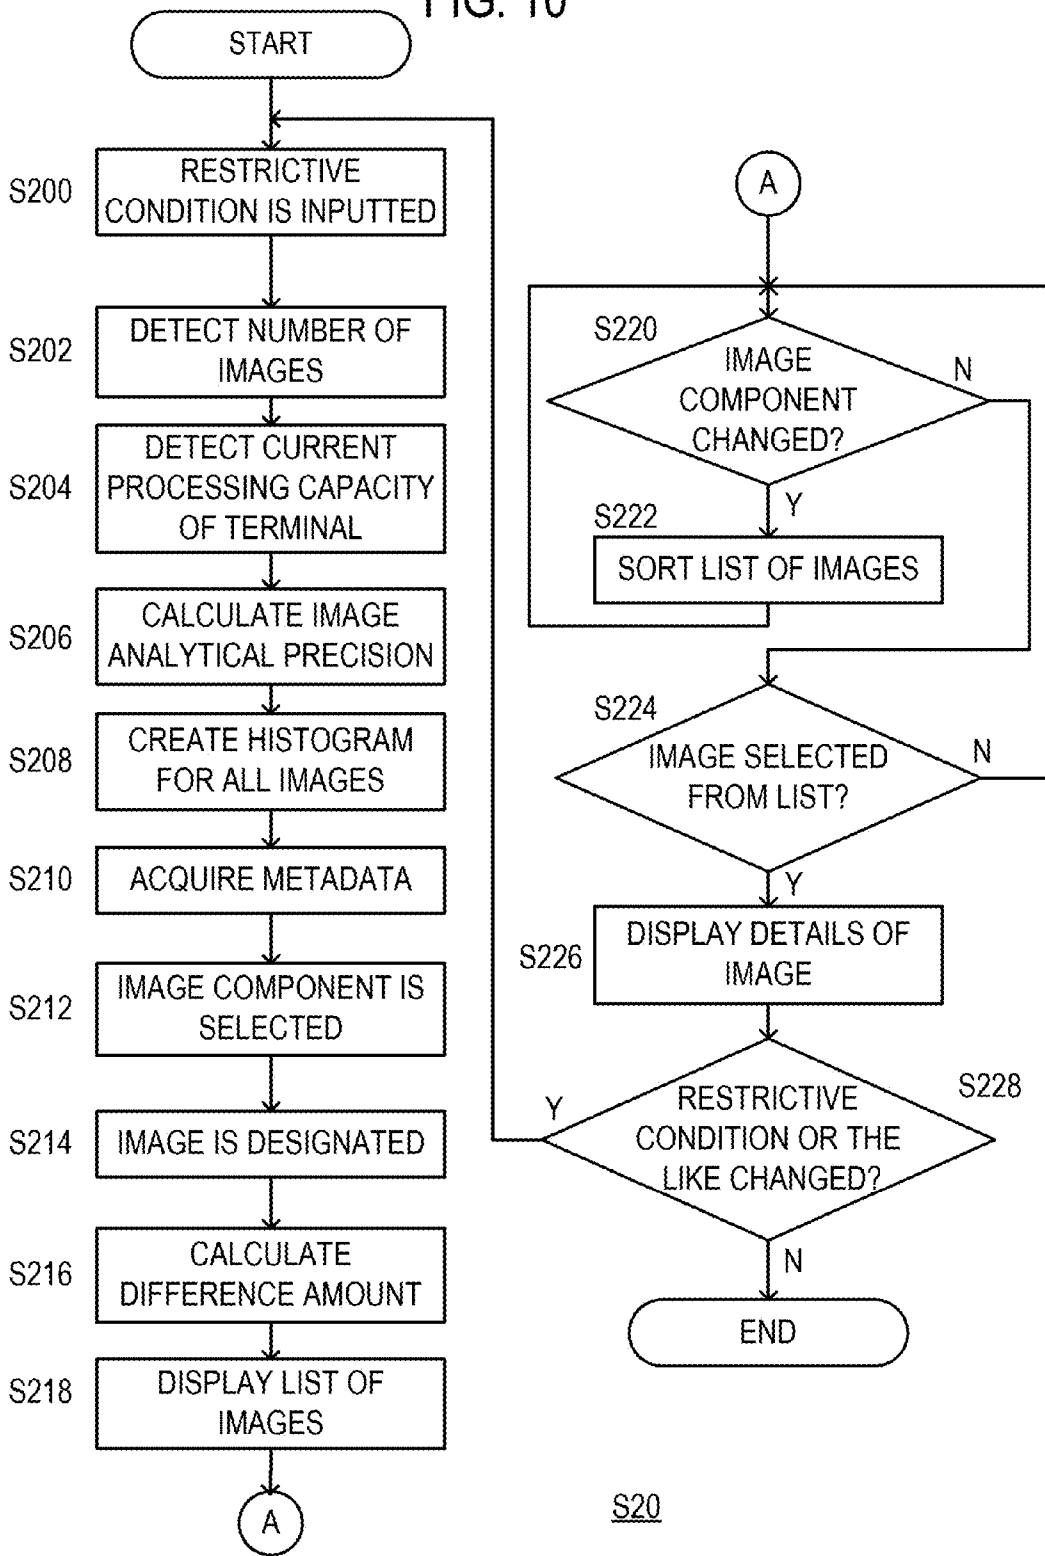 FIG. 10
START
S200
RESTRICTIVE
CONDITION IS INPUTTED
S202
DETECT NUMBER OF
IMAGES
S204
DETECT CURRENT
PROCESSING CAPACITY
OF TERMINAL
S206
CALCULATE IMAGE
ANALYTICAL PRECISION
S208
CREATE HISTOGRAM
FOR ALL IMAGES
S210
ACQUIRE METADATA
S212
IMAGE COMPONENT IS
SELECTED
S214
IMAGE IS DESIGNATED
S216
CALCULATE
DIFFERENCE AMOUNT
S218
DISPLAY LIST OF
IMAGES
A
A
S220
IMAGE
COMPONENT
CHANGED?
N
Y
S222
SORT LIST OF IMAGES
S224
IMAGE SELECTED
FROM LIST?
N
Y
S226
DISPLAY DETAILS OF
IMAGE
S228
RESTRICTIVE
CONDITION OR THE
LIKE CHANGED?
Y
N
END
S20